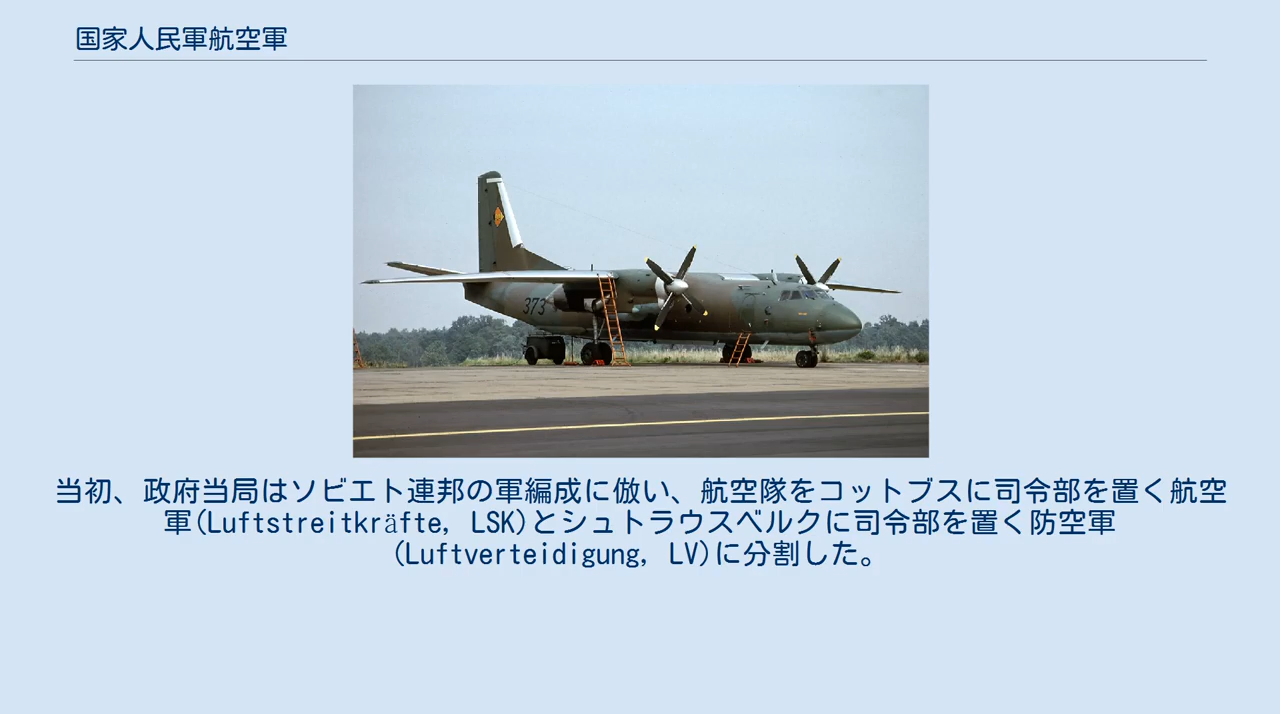 国家人民軍航空軍
373
当初、政府当局はソビエト連邦の軍編成に倣い、航空隊をコットブスに司令部を置く航空
軍(Luftstreitkräfte, LSK)とシュトラウスベルクに司令部を置く防空軍
(Luftverteidigung, LV)に分割した。